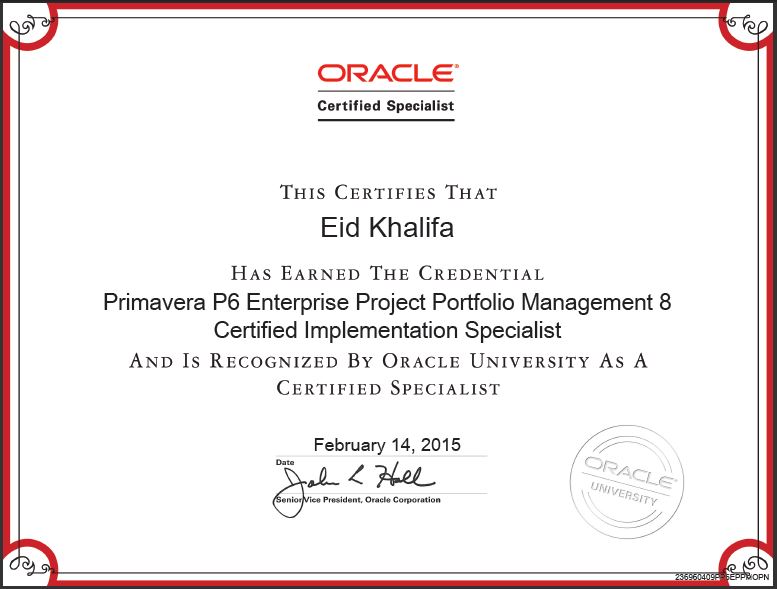 ORACLE
Certified Specialist
THIS CERTIFIES THAT
Eid Khalifa
HAS EARNED THE CREDENTIAL
Primavera P6 Enterprise Project Portfolio Management 8
Certified Implementation Specialist
AND IS RECOGNIZED BY ORACLE UNIVERSITY AS A
CERTIFIED SPECIALIST
February 14, 2015
Date
John L Hall
Senior Vice President, Oracle Corporation
ORACLE
UNIVERSITY